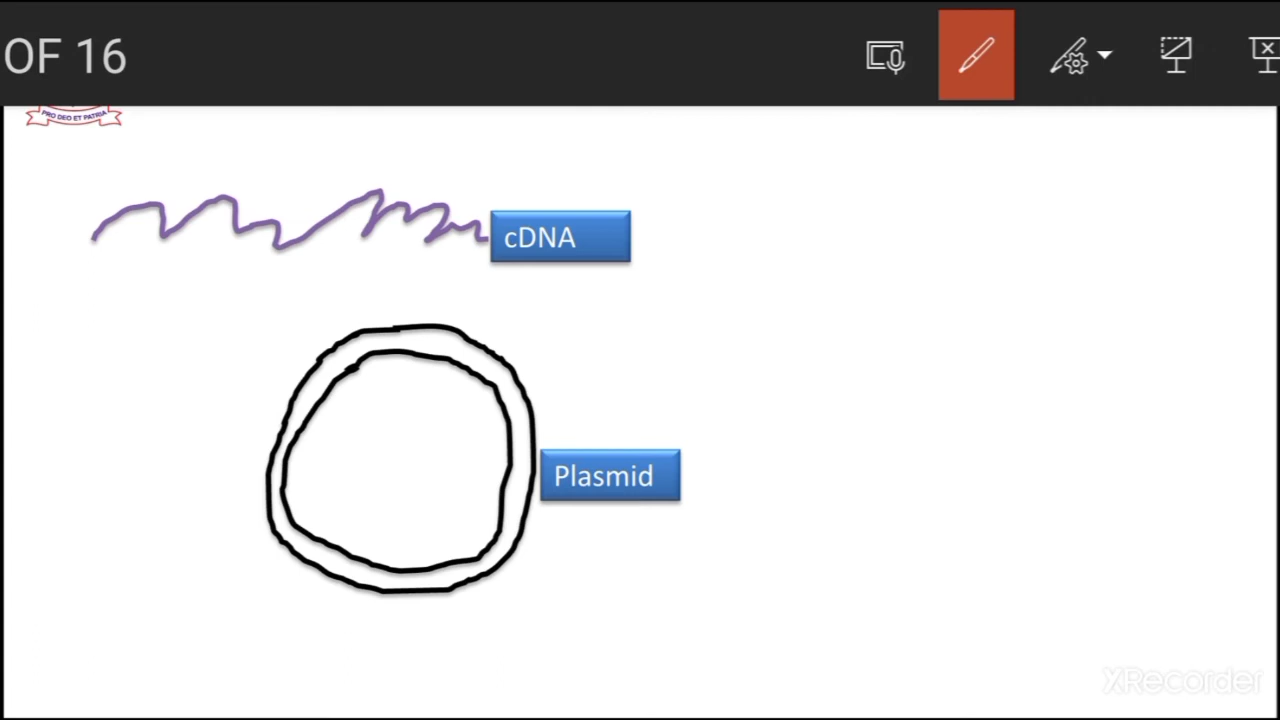 OF 16
PRO DEO ET PATRIA
cDNA
Plasmid
XRecorder